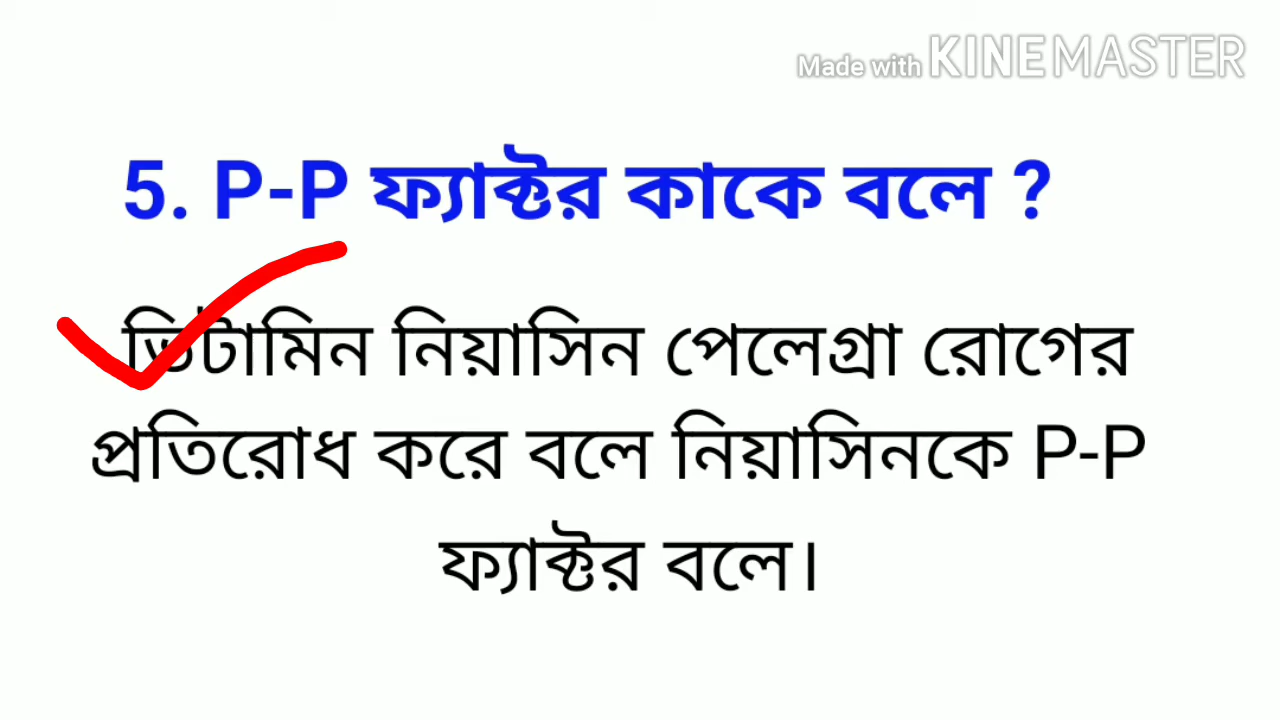 Made with KINEMASTER
5. P-P ফ্যাক্টর কাকে বলে ?
ভিটামিন নিয়াসিন পেলেগ্রা রোগের
প্রতিরোধ করে বলে নিয়াসিনকে P-P
ফ্যাক্টর বলে।